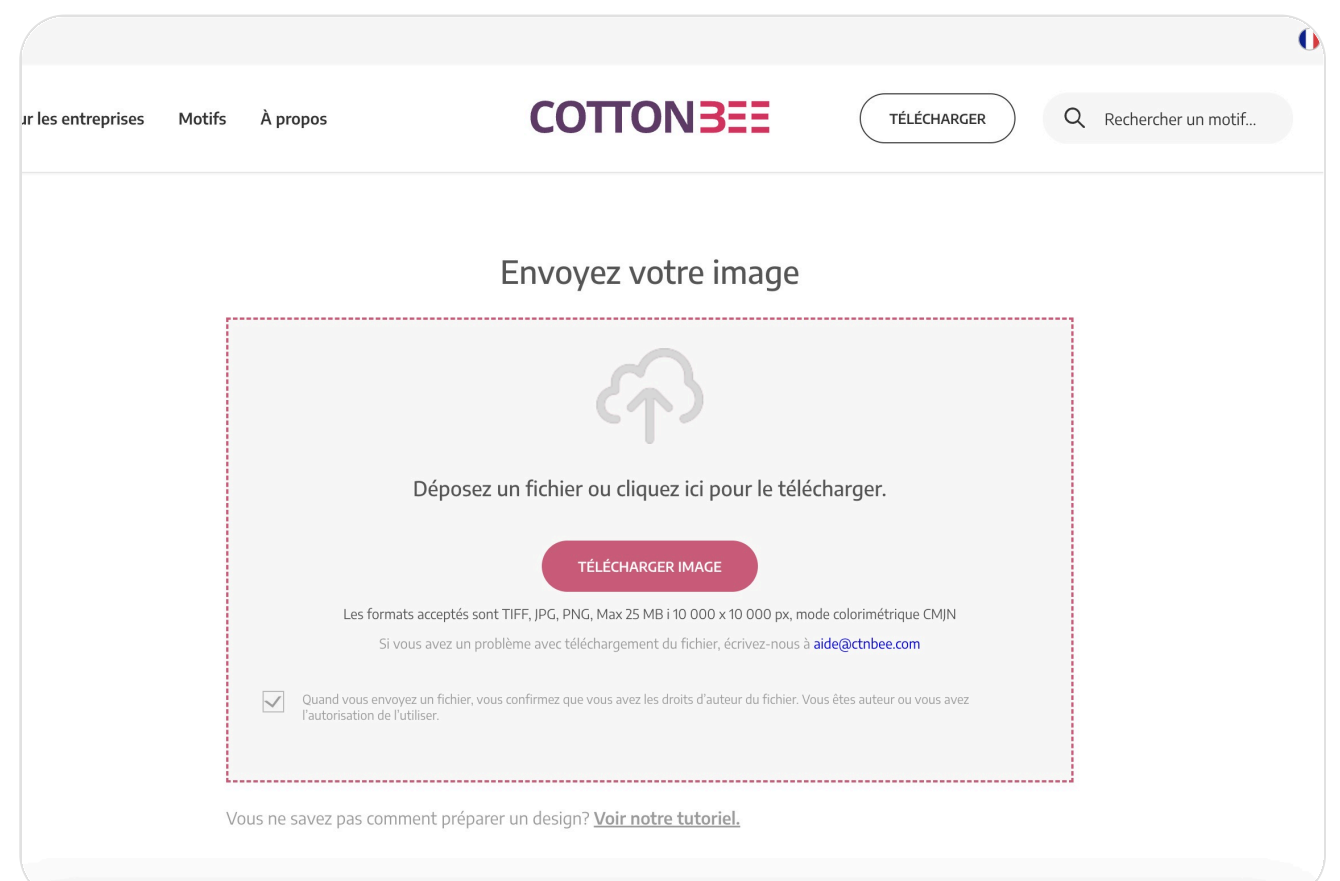 les entreprises
Motifs
À propos
COTTONBEE
TÉLÉCHARGER
Rechercher un motif...
Envoyez votre image
Déposez un fichier ou cliquez ici pour le télécharger.
TÉLÉCHARGER IMAGE
Les formats acceptés sont TIFF, JPG, PNG, Max 25 MB i 10 000 x 10 000 px, mode colorimétrique CMJN
Si vous avez un problème avec téléchargement du fichier, écrivez-nous à aide@ctnbee.com
Quand vous envoyez un fichier, vous confirmez que vous avez les droits d'auteur du fichier. Vous êtes auteur ou vous avez
l'autorisation de l'utiliser.
Vous ne savez pas comment préparer un design? Voir notre tutoriel.